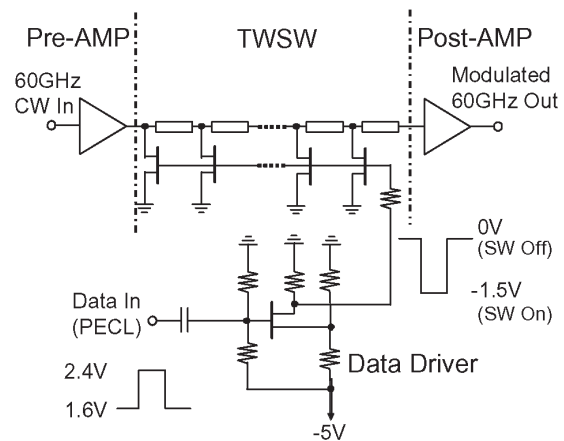 Pre-AMP
TWSW
Post-AMP
60GHz
CW In
Modulated
60GHz Out
0V
(SW Off)
-1.5V
(SW On)
Data In
(PECL)
Data Driver
2.4V
1.6V
-5V